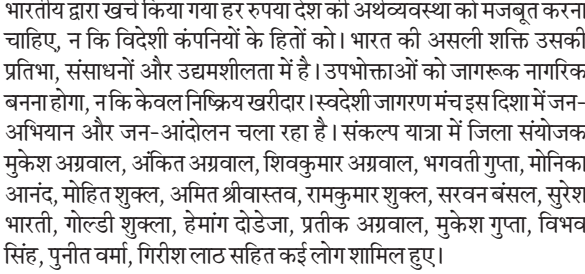 भारतीय द्वारा खर्च किया गया हर रुपया देश की अर्थव्यवस्था को मजबूत करना
चाहिए, न कि विदेशी कंपनियों के हितों को। भारत की असली शक्ति उसकी
प्रतिभा, संसाधनों और उद्यमशीलता में है। उपभोक्ताओं को जागरूक नागरिक
बनना होगा, न कि केवल निष्क्रिय खरीदार। स्वदेशी जागरण मंच इस दिशा में जन-
अभियान और जन-आंदोलन चला रहा है। संकल्प यात्रा में जिला संयोजक
मुकेश अग्रवाल, अंकित अग्रवाल, शिवकुमार अग्रवाल, भगवती गुप्ता, मोनिका
आनंद, मोहित शुक्ल, अमित श्रीवास्तव, रामकुमार शुक्ल, सरवन बंसल, सुरेश
भारती, गोल्डी शुक्ला, हेमांग दोडेजा, प्रतीक अग्रवाल, मुकेश गुप्ता, विभव
सिंह, पुनीत वर्मा, गिरीश लाठ सहित कई लोग शामिल हुए।